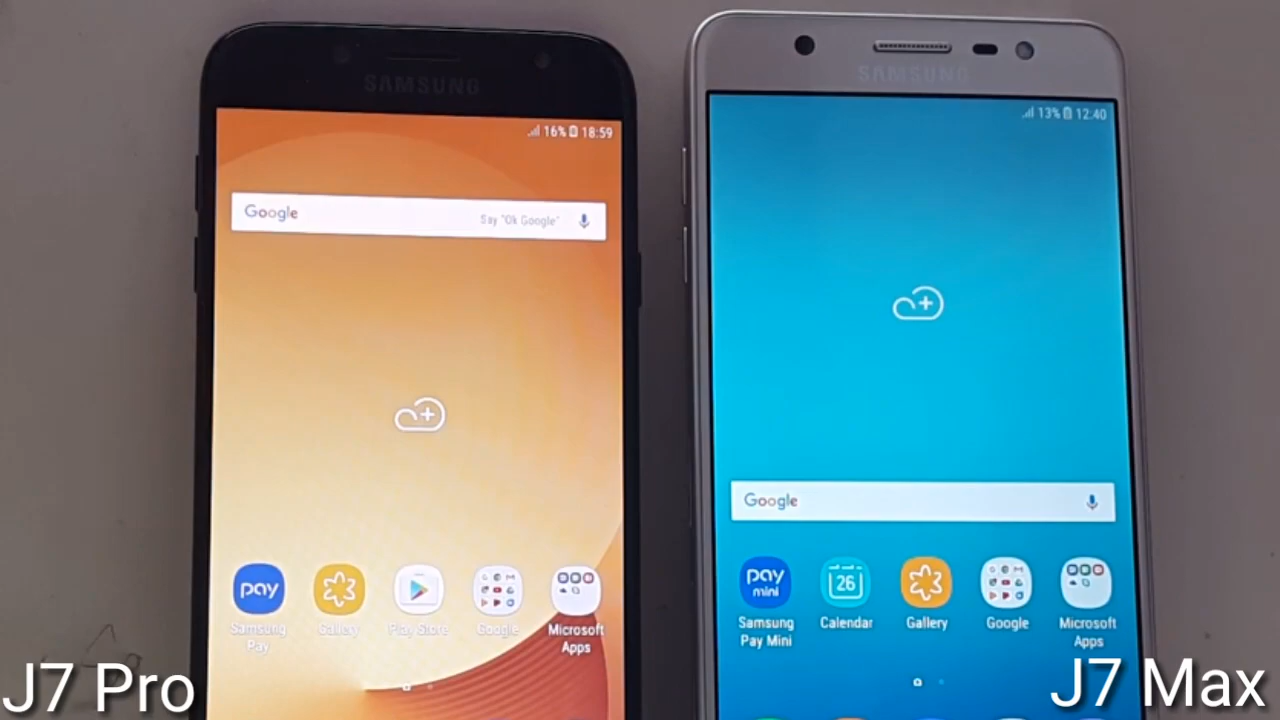 SAMSUNG
16% 18:59
Google Say "Ok Google"
pay
Samsung
Pay
Gallery
Play Store
Google
Microsoft
Apps
SAMSUNG
13% 12:40
Google
pay
mini
26
Samsung
Pay Mini
Calendar
Gallery
Google
Microsoft
Apps
J7 Pro
J7 Max